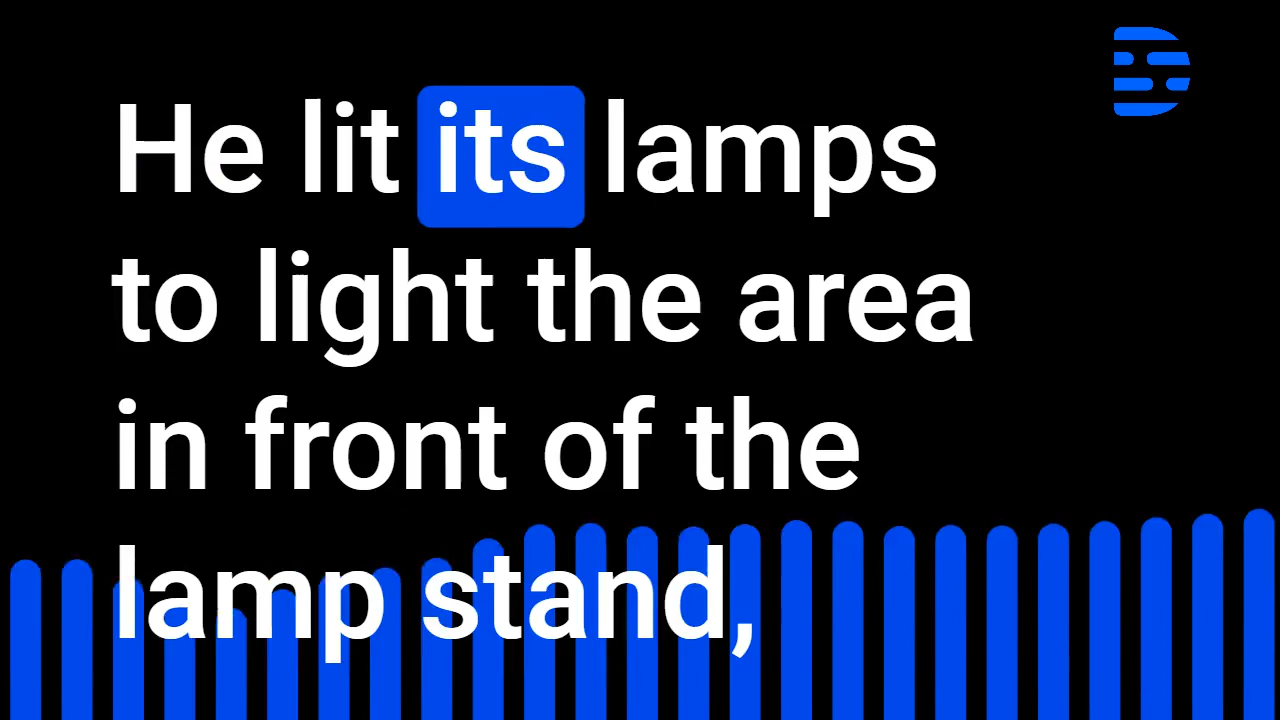 He lit its lamps
to light the area
in front of the
lamp stand,